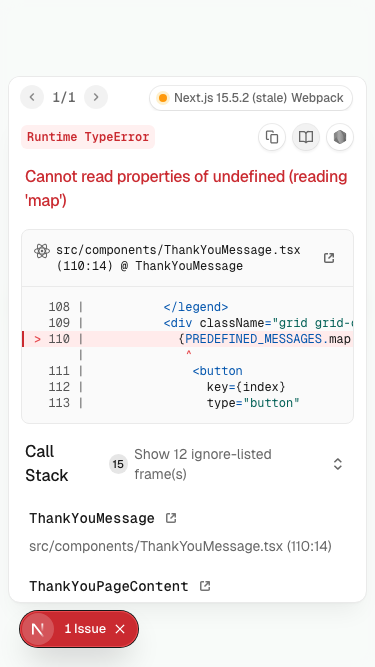 1/1
Next.js 15.5.2 (stale) Webpack
Runtime TypeError
Cannot read properties of undefined (reading
'map')
src/components/ThankYouMessage.tsx
(110:14) @ ThankYouMessage
108 | </legend>
109 | <div className="grid grid-
> 110 | {PREDEFINED_MESSAGES.map
| ^
111 | <button
112 | key={index}
113 | type="button"
Call
Stack
15
Show 12 ignore-listed
frame(s)
ThankYouMessage
src/components/ThankYouMessage.tsx (110:14)
ThankYouPageContent
N 1 Issue